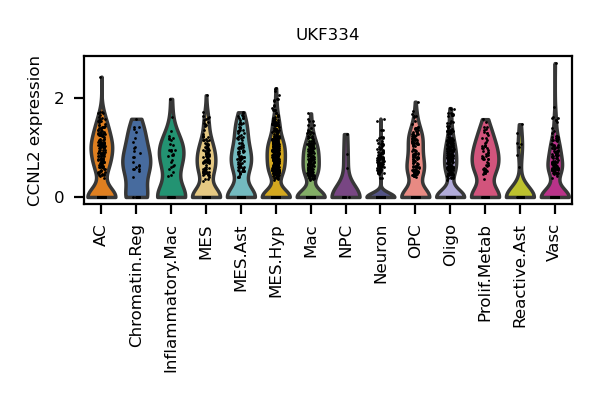 UKF334
CCNL2 expression
2
0
AC
Chromatin.Reg
Inflammatory.Mac
MES
MES.Ast
MES.Hyp
Mac
NPC
Neuron
OPC
Oligo
Prolif.Metab
Reactive.Ast
Vasc